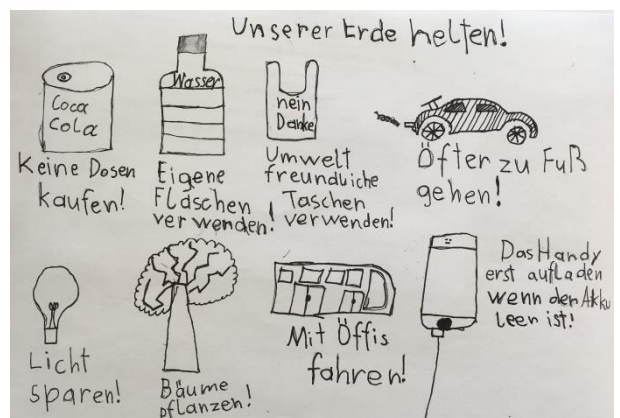 Unserer Erde helfen!
Coca
Cola
Keine Dosen
kaufen!
Wasser
Eigene
Flaschen
verwenden!
nein
Danke
Umwelt
freundliche
Taschen
verwenden!
Öfter zu Fuß
gehen!
Licht
sparen!
Bäume
pflanzen!
Mit Öffis
fahren!
Das Handy
erst aufladen
wenn der Akku
leer ist!